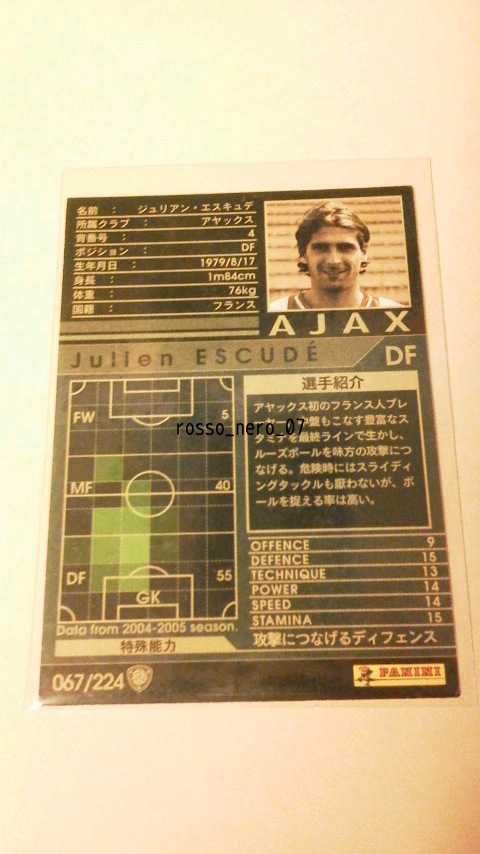 名前 : ジュリアン・エスキュデ
所属クラブ : アヤックス
背番号 : 4
ポジション : DF
生年月日 : 1979/8/17
身長 : 1m84cm
体重 : 76kg
国籍 : フランス
AJAX
Julien ESCUDÉ DF
FW 5
MF 40
DF 55
GK
Data from 2004-2005 season.
特殊能力
選手紹介
アヤックス初のフランス人プレ
盤もこなす豊富なス
タミナを最終ラインで生かし、
ルーズボールを味方の攻撃につ
なげる。危険時にはスライディ
ングタックルも厭わないが、ボ
ールを捉える率は高い。
rosso_nero_07
OFFENCE 9
DEFENCE 15
TECHNIQUE 13
POWER 14
SPEED 14
STAMINA 15
攻撃につなげるディフェンス
067/224
PANINI